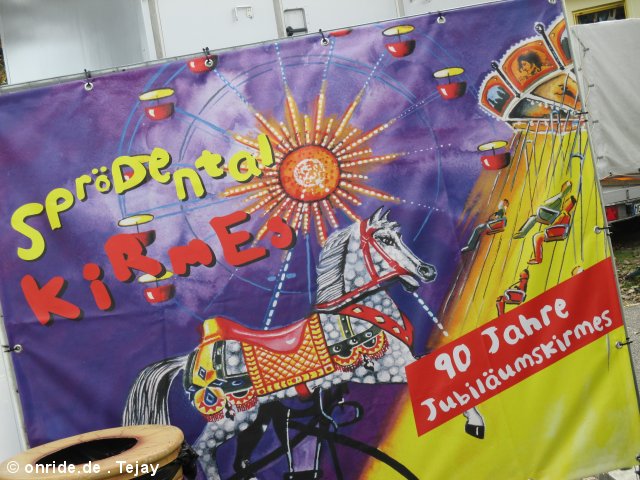 SPRÖDental
KiRMES
90 Jahre
Jubiläumskirmes
© onride.de . Tejay